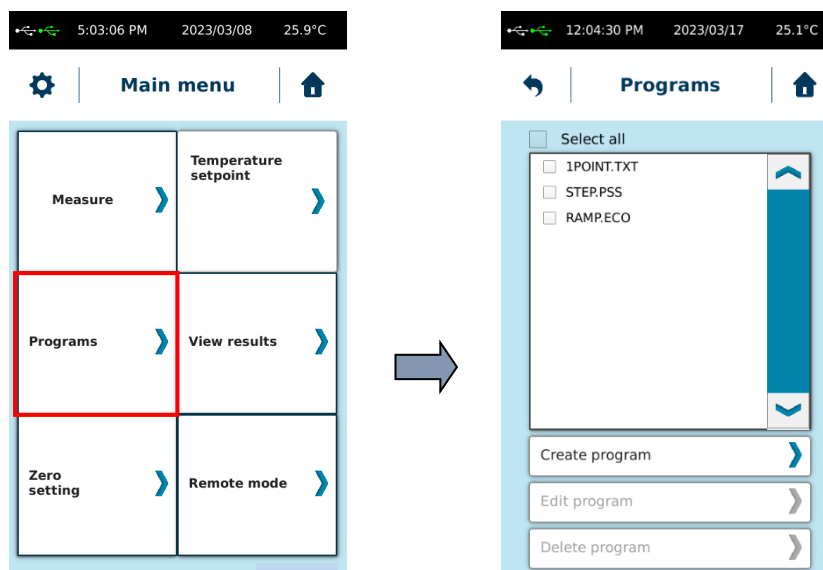 5:03:06 PM 2023/03/08 25.9°C
Main menu
Measure
Temperature
setpoint
Programs
View results
Zero
setting
Remote mode
12:04:30 PM 2023/03/17 25.1°C
Programs
Select all
1POINT.TXT
STEP.PSS
RAMP.ECO
Create program
Edit program
Delete program